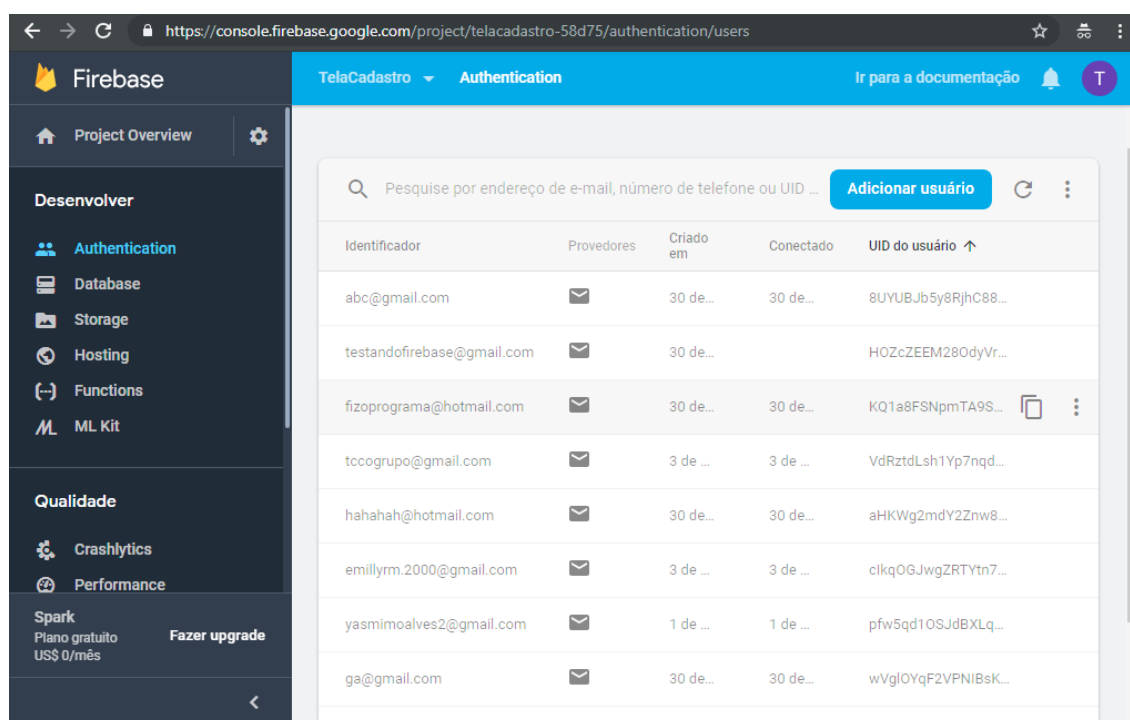 https://console.firebase.google.com/project/telacadastro-58d75/authentication/users
Firebase
TelaCadastro
Authentication
Ir para a documentação
T
Project Overview
Desenvolver
Authentication
Database
Storage
Hosting
Functions
ML Kit
Qualidade
Crashlytics
Performance
Spark
Plano gratuito
US$ 0/mês
Fazer upgrade
Pesquise por endereço de e-mail, número de telefone ou UID ...
Adicionar usuário
Identificador Provedores Criado em Conectado UID do usuário
abc@gmail.com 30 de... 30 de... 8UYUBJb5y8RjhC88...
testandofirebase@gmail.com 30 de... HOZcZEEM28OdyVr...
fizoprograma@hotmail.com 30 de... 30 de... KQ1a8FSNpmTA9S...
tccogrupo@gmail.com 3 de ... 3 de ... VdRztdLsh1Yp7nqd...
hahahah@hotmail.com 30 de... 30 de... aHKWg2mdY2Znw8...
emillyrm.2000@gmail.com 3 de ... 3 de ... cIkqOGJwgZRTYtn7...
yasmimoalves2@gmail.com 1 de ... 1 de ... pfw5qd1OSJdBXLq...
ga@gmail.com 30 de... 30 de... wVglOYqF2VPNIBsK...